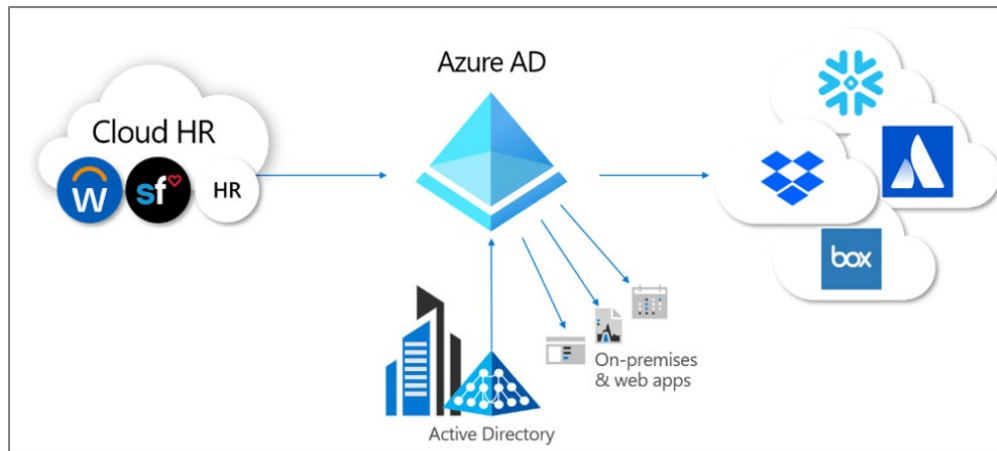 Azure AD
Cloud HR
W
sf
HR
box
On-premises
& web apps
Active Directory